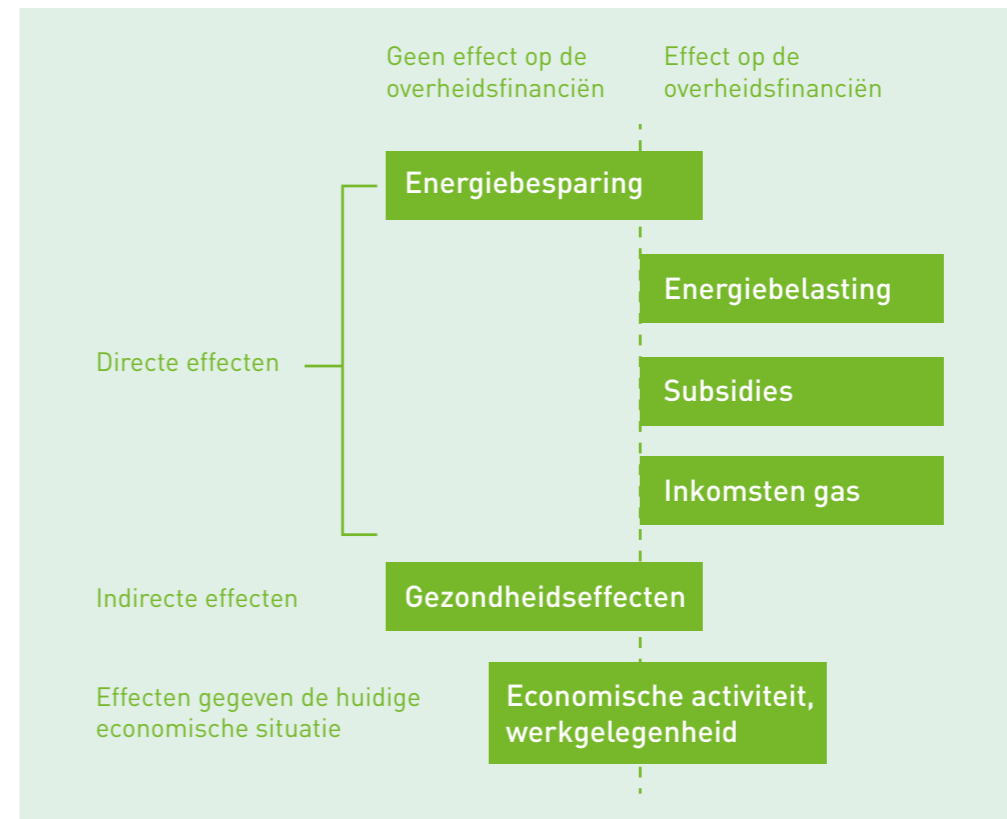 Geen effect op de
overheidsfinanciën
Effect op de
overheidsfinanciën
Energiebesparing
Energiebelasting
Directe effecten
Subsidies
Inkomsten gas
Indirecte effecten
Gezondheidseffecten
Effecten gegeven de huidige
economische situatie
Economische activiteit,
werkgelegenheid